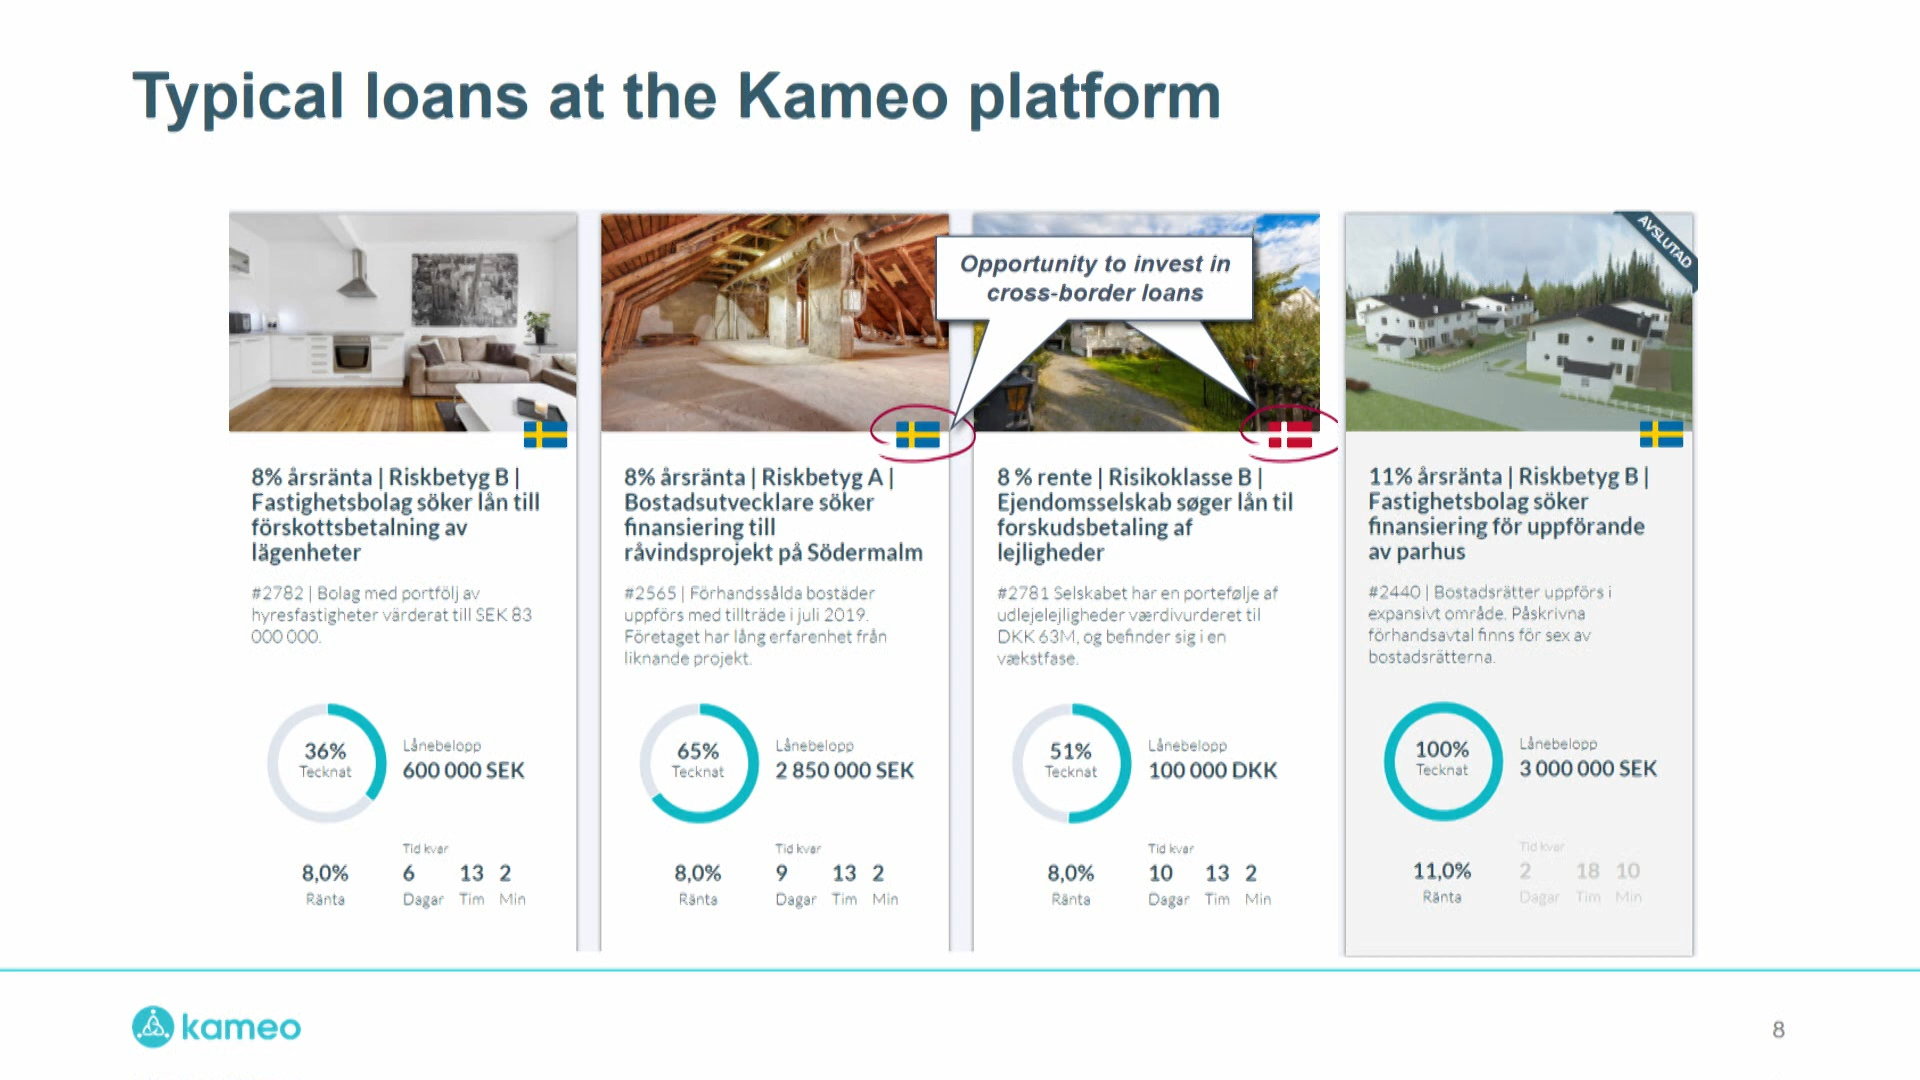 Typical loans at the Kameo platform
Opportunity to invest in
cross-border loans
AVSLUTAD
8% årsränta | Riskbetyg B |
Fastighetsbolag söker lån till
förskottsbetalning av
lägenheter
#2782 | Bolag med portfölj av
hyresfastigheter värderat till SEK 83
000 000.
36%
Tecknat
Lånebelopp
600 000 SEK
8,0%
Ränta
Tid kvar
6 13 2
Dagar Tim Min
8% årsränta | Riskbetyg A |
Bostadsutvecklare söker
finansiering till
råvindsprojekt på Södermalm
#2565 | Förhandssålda bostäder
uppförs med tillträde i juli 2019.
Företaget har lång erfarenhet från
liknande projekt.
65%
Tecknat
Lånebelopp
2 850 000 SEK
8,0%
Ränta
Tid kvar
9 13 2
Dagar Tim Min
8 % rente | Risikoklasse B |
Ejendomsselskab søger lån til
forskudsbetaling af
lejligheder
#2781 Selskabet har en portefølje af
udlejelejligheder værdivurderet til
DKK 63M, og befinder sig i en
vækstfase.
51%
Tecknat
Lånebelopp
100 000 DKK
8,0%
Ränta
Tid kvar
10 13 2
Dagar Tim Min
11% årsränta | Riskbetyg B |
Fastighetsbolag söker
finansiering för uppförande
av parhus
#2440 | Bostadsrätter uppförs i
expansivt område. Påskrivna
förhandsavtal finns för sex av
bostadsrätterna.
100%
Tecknat
Lånebelopp
3 000 000 SEK
11,0%
Ränta
Tid kvar
2 18 10
Dagar Tim Min
kameo
8